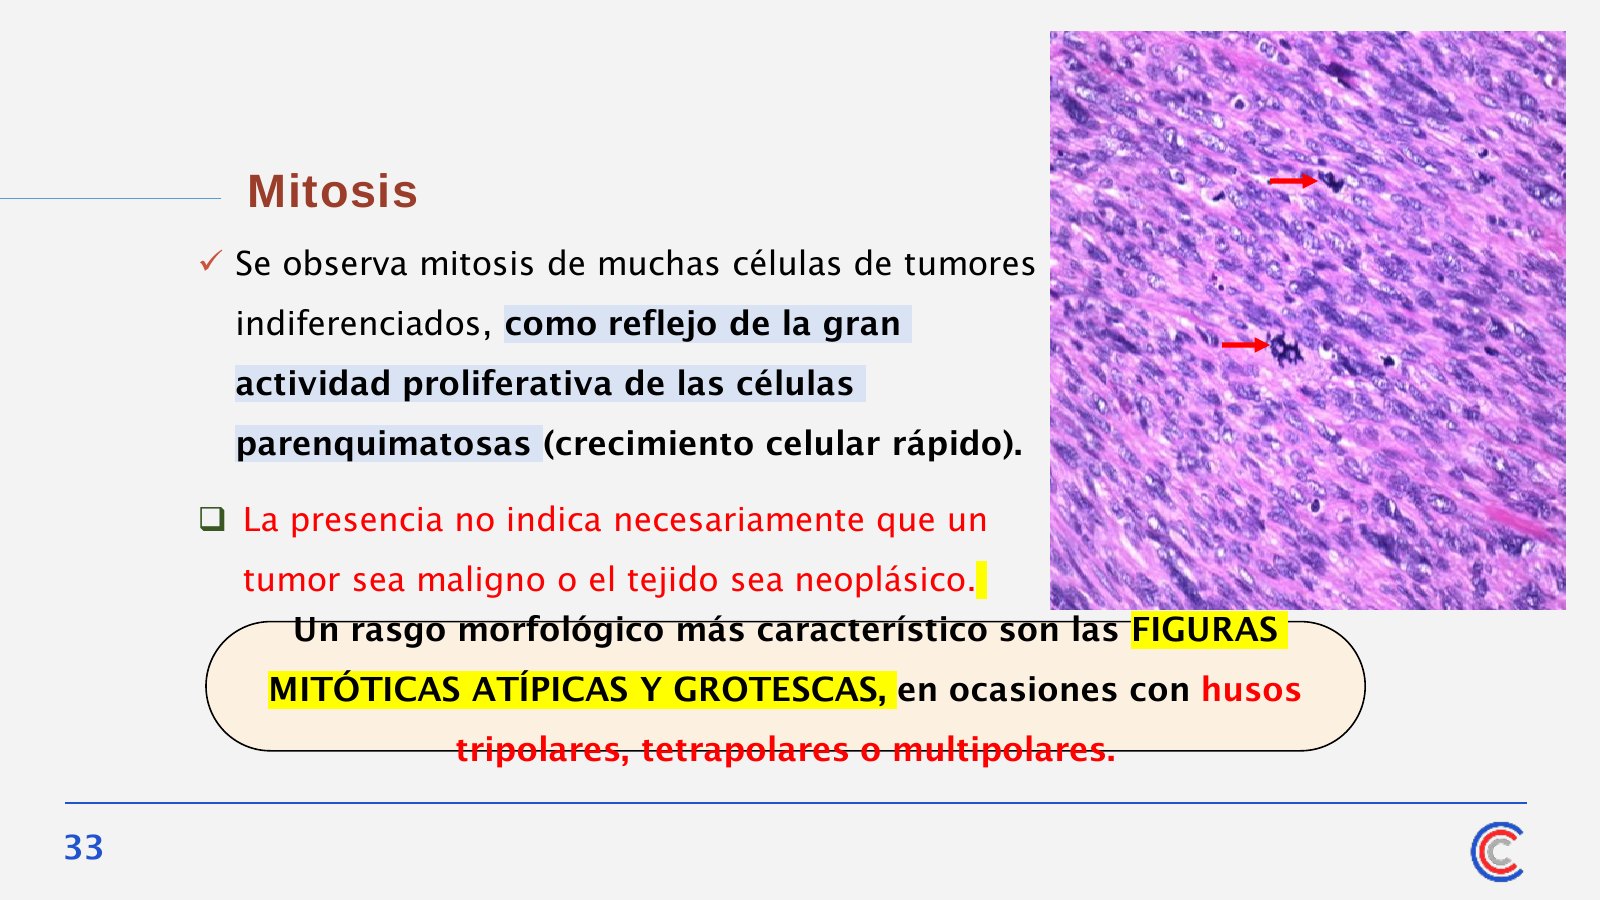 Mitosis
Se observa mitosis de muchas células de tumores
indiferenciados, como reflejo de la gran
actividad proliferativa de las células
parenquimatosas (crecimiento celular rápido).
La presencia no indica necesariamente que un
tumor sea maligno o el tejido sea neoplásico.
Un rasgo morfológico más característico son las FIGURAS
MITÓTICAS ATÍPICAS Y GROTESCAS, en ocasiones con husos
tripolares, tetrapolares o multipolares.
33